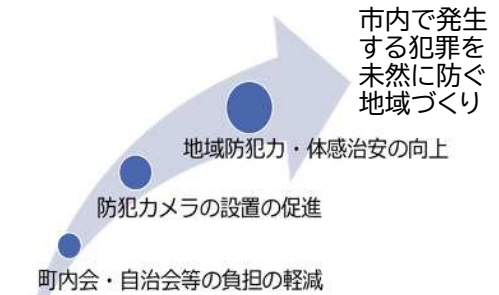 市内で発生
する犯罪を
未然に防ぐ
地域づくり
地域防犯力・体感治安の向上
防犯カメラの設置の促進
町内会・自治会等の負担の軽減